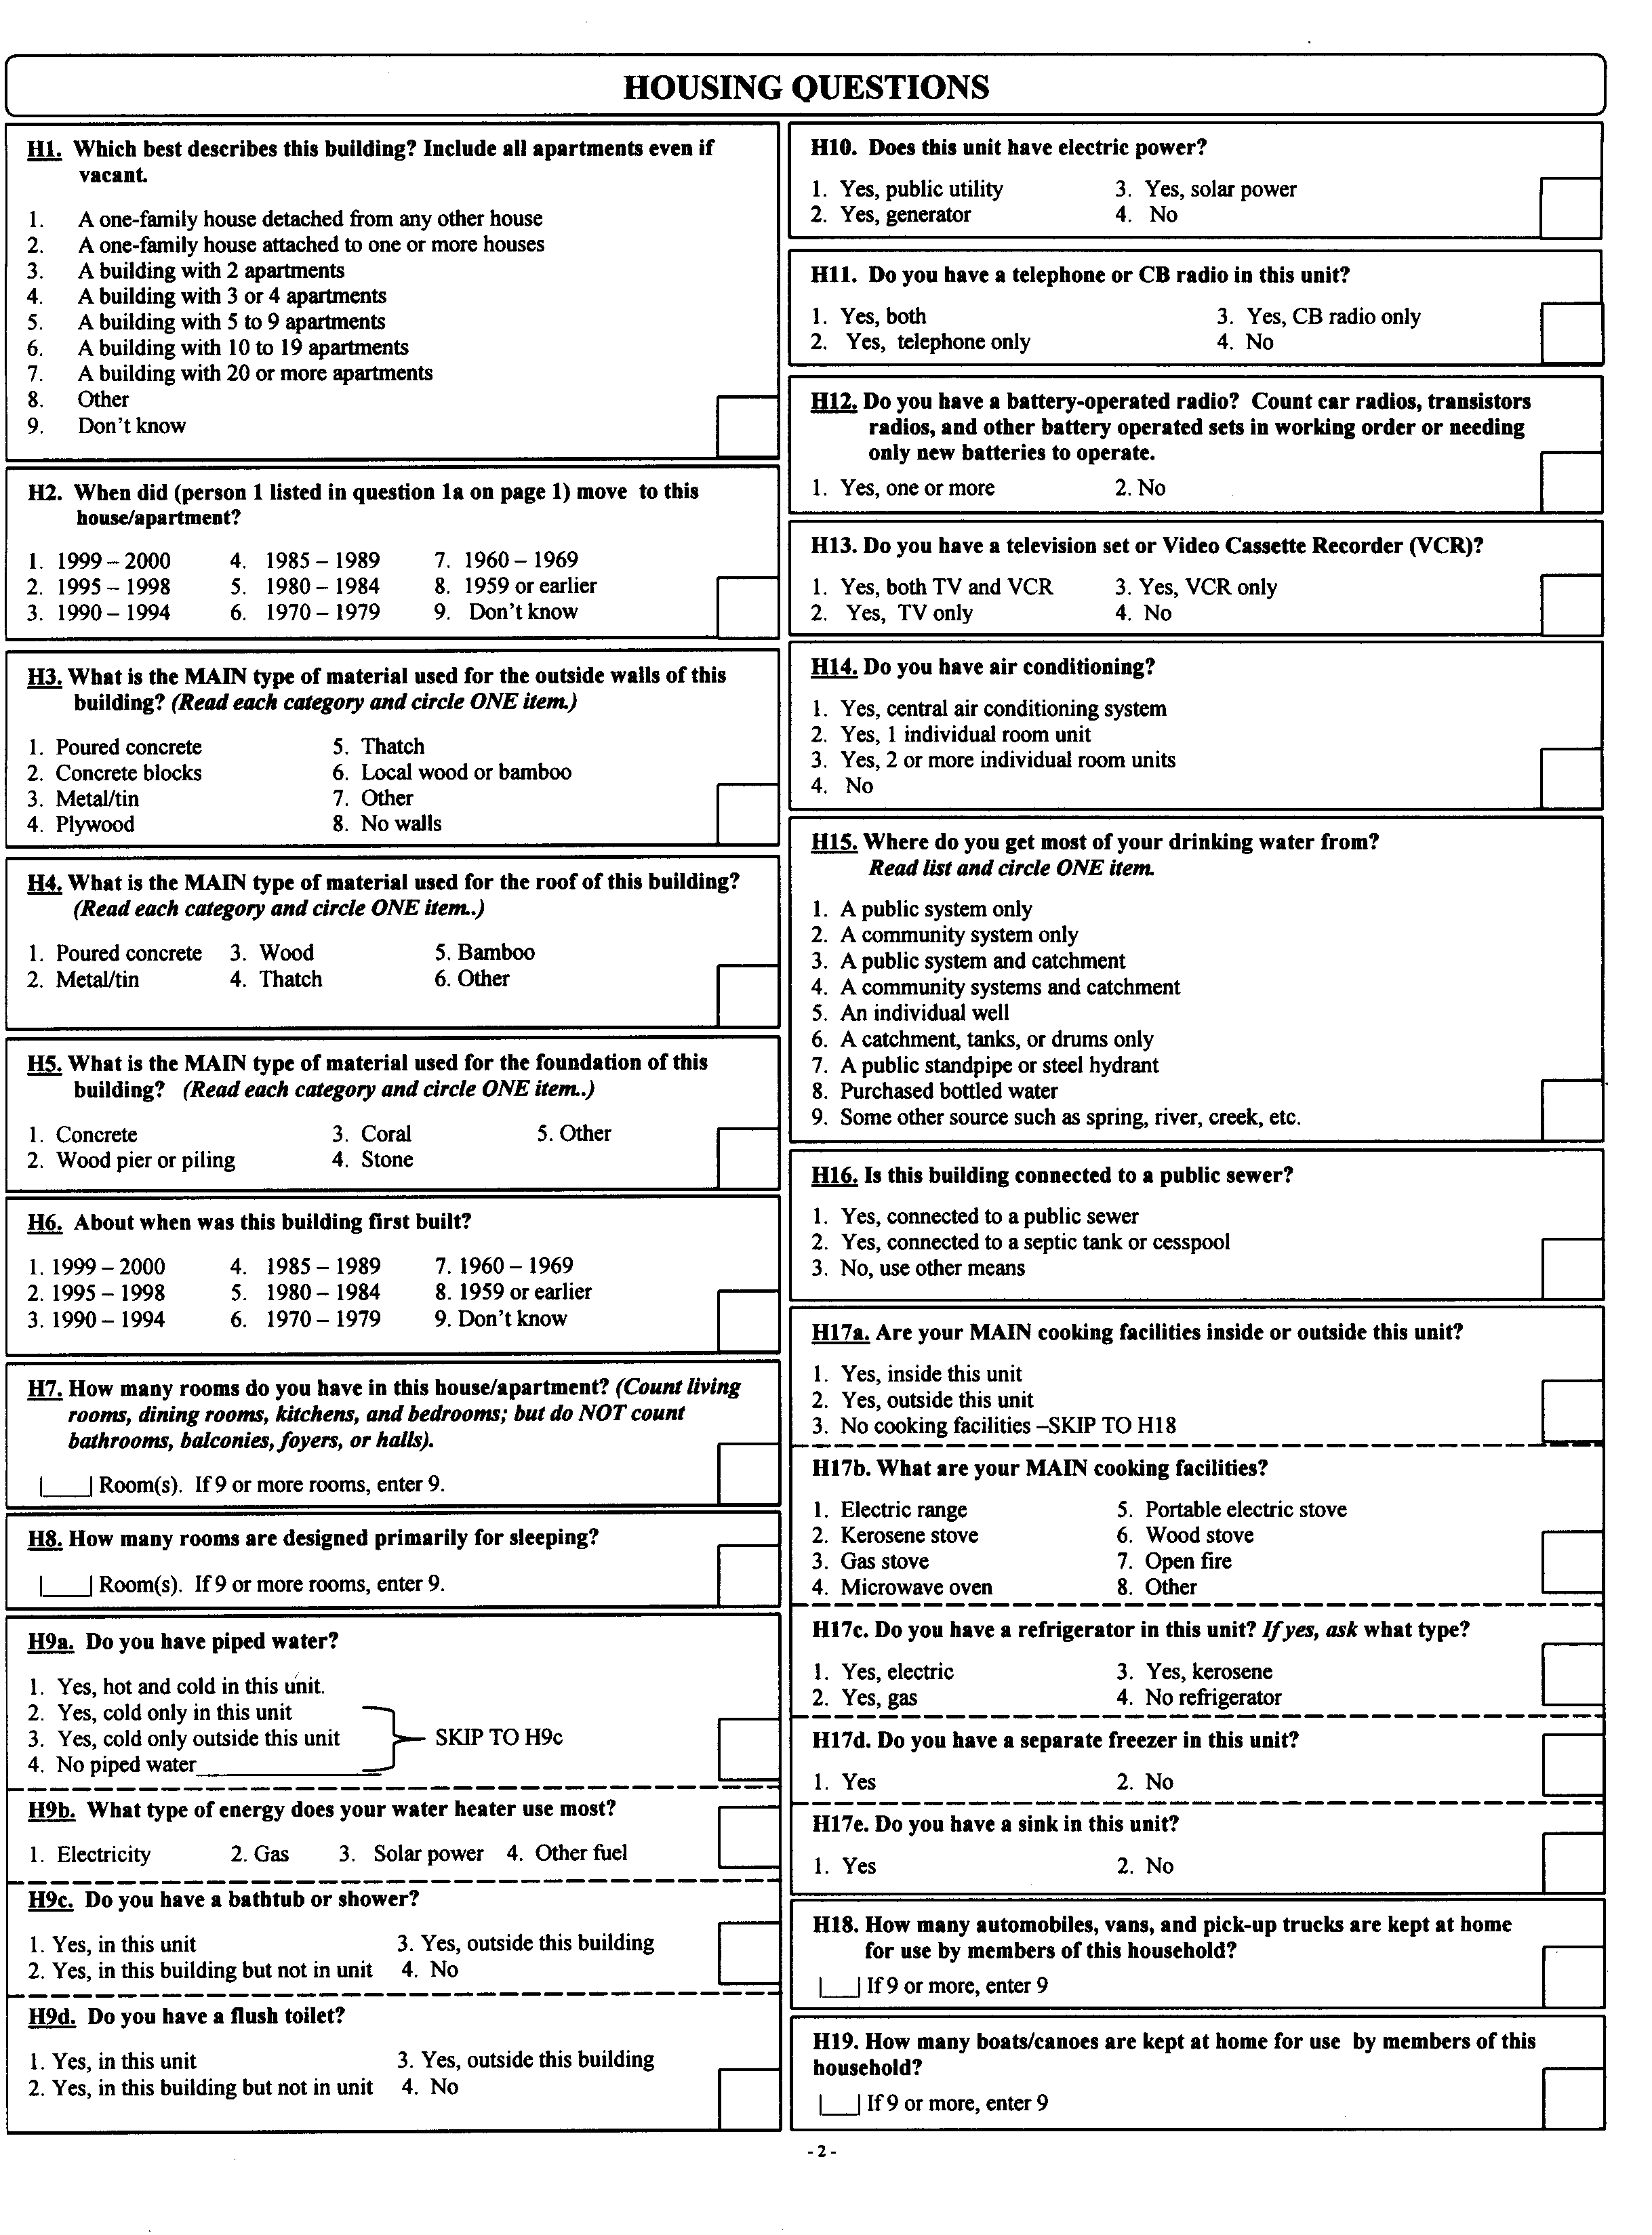 HOUSING QUESTIONS
H1. Which best describes this building? Include all apartments even if
vacant.
1. A one-family house detached from any other house
2. A one-family house attached to one or more houses
3. A building with 2 apartments
4. A building with 3 or 4 apartments
5. A building with 5 to 9 apartments
6. A building with 10 to 19 apartments
7. A building with 20 or more apartments
8. Other
9. Don't know
H2. When did (person 1 listed in question 1a on page 1) move to this
house/apartment?
1. 1999 – 2000 4. 1985 – 1989 7. 1960 – 1969
2. 1995 – 1998 5. 1980 – 1984 8. 1959 or earlier
3. 1990 – 1994 6. 1970 – 1979 9. Don't know
H3. What is the MAIN type of material used for the outside walls of this
building? (Read each category and circle ONE item.)
1. Poured concrete 5. Thatch
2. Concrete blocks 6. Local wood or bamboo
3. Metal/tin 7. Other
4. Plywood 8. No walls
H4. What is the MAIN type of material used for the roof of this building?
(Read each category and circle ONE item..)
1. Poured concrete 3. Wood 5. Bamboo
2. Metal/tin 4. Thatch 6. Other
H5. What is the MAIN type of material used for the foundation of this
building? (Read each category and circle ONE item..)
1. Concrete 3. Coral 5. Other
2. Wood pier or piling 4. Stone
H6. About when was this building first built?
1. 1999 – 2000 4. 1985 – 1989 7. 1960 – 1969
2. 1995 – 1998 5. 1980 – 1984 8. 1959 or earlier
3. 1990 – 1994 6. 1970 – 1979 9. Don't know
H7. How many rooms do you have in this house/apartment? (Count living
rooms, dining rooms, kitchens, and bedrooms; but do NOT count
bathrooms, balconies, foyers, or halls).
|___| Room(s). If 9 or more rooms, enter 9.
H8. How many rooms are designed primarily for sleeping?
|___| Room(s). If 9 or more rooms, enter 9.
H9a. Do you have piped water?
1. Yes, hot and cold in this unit.
2. Yes, cold only in this unit
3. Yes, cold only outside this unit SKIP TO H9c
4. No piped water
H9b. What type of energy does your water heater use most?
1. Electricity 2. Gas 3. Solar power 4. Other fuel
H9c. Do you have a bathtub or shower?
1. Yes, in this unit 3. Yes, outside this building
2. Yes, in this building but not in unit 4. No
H9d. Do you have a flush toilet?
1. Yes, in this unit 3. Yes, outside this building
2. Yes, in this building but not in unit 4. No
H10. Does this unit have electric power?
1. Yes, public utility 3. Yes, solar power
2. Yes, generator 4. No
H11. Do you have a telephone or CB radio in this unit?
1. Yes, both 3. Yes, CB radio only
2. Yes, telephone only 4. No
H12. Do you have a battery-operated radio? Count car radios, transistors
radios, and other battery operated sets in working order or needing
only new batteries to operate.
1. Yes, one or more 2. No
H13. Do you have a television set or Video Cassette Recorder (VCR)?
1. Yes, both TV and VCR 3. Yes, VCR only
2. Yes, TV only 4. No
H14. Do you have air conditioning?
1. Yes, central air conditioning system
2. Yes, 1 individual room unit
3. Yes, 2 or more individual room units
4. No
H15. Where do you get most of your drinking water from?
Read list and circle ONE item.
1. A public system only
2. A community system only
3. A public system and catchment
4. A community systems and catchment
5. An individual well
6. A catchment, tanks, or drums only
7. A public standpipe or steel hydrant
8. Purchased bottled water
9. Some other source such as spring, river, creek, etc.
H16. Is this building connected to a public sewer?
1. Yes, connected to a public sewer
2. Yes, connected to a septic tank or cesspool
3. No, use other means
H17a. Are your MAIN cooking facilities inside or outside this unit?
1. Yes, inside this unit
2. Yes, outside this unit
3. No cooking facilities –SKIP TO H18
H17b. What are your MAIN cooking facilities?
1. Electric range 5. Portable electric stove
2. Kerosene stove 6. Wood stove
3. Gas stove 7. Open fire
4. Microwave oven 8. Other
H17c. Do you have a refrigerator in this unit? If yes, ask what type?
1. Yes, electric 3. Yes, kerosene
2. Yes, gas 4. No refrigerator
H17d. Do you have a separate freezer in this unit?
1. Yes 2. No
H17e. Do you have a sink in this unit?
1. Yes 2. No
H18. How many automobiles, vans, and pick-up trucks are kept at home
for use by members of this household?
|__| If 9 or more, enter 9
H19. How many boats/canoes are kept at home for use by members of this
household?
|__| If 9 or more, enter 9
- 2 -